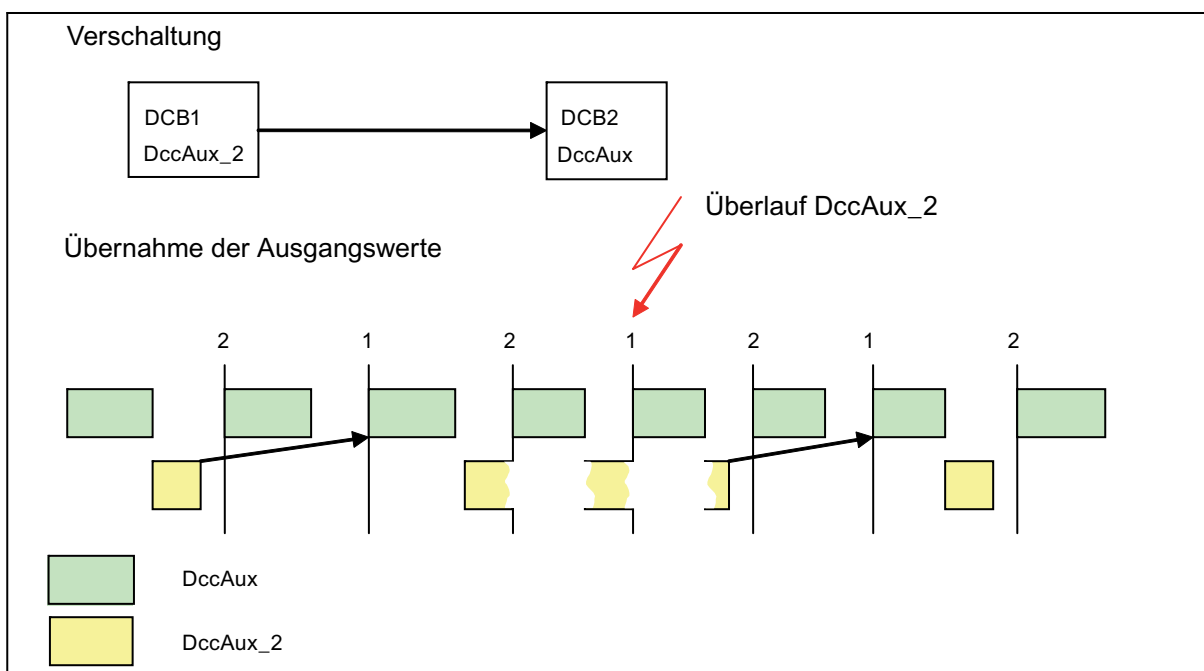 Verschaltung
DCB1
DccAux_2
DCB2
DccAux
Überlauf DccAux_2
Übernahme der Ausgangswerte
2 1 2 1 2 1 2
DccAux
DccAux_2